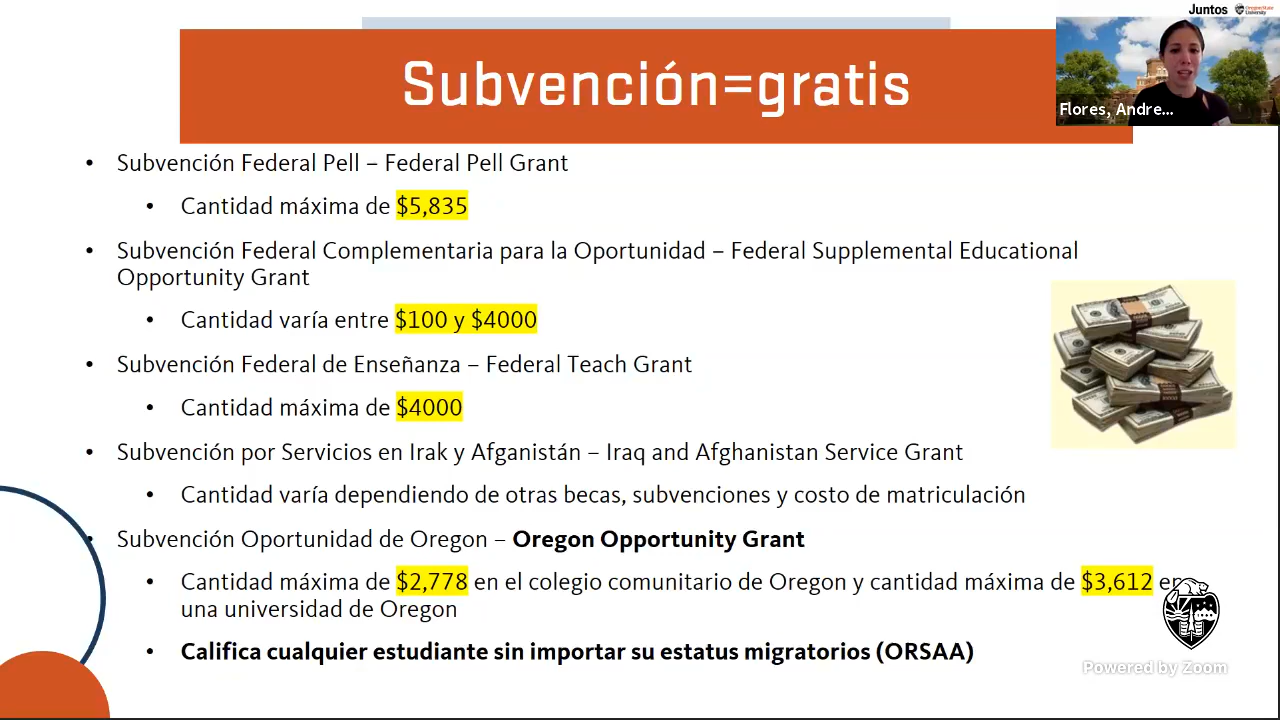 Juntos
Oregon State
University
Subvención=gratis
Flores, Andre...
• Subvención Federal Pell – Federal Pell Grant
• Cantidad máxima de $5,835
• Subvención Federal Complementaria para la Oportunidad – Federal Supplemental Educational
Opportunity Grant
• Cantidad varía entre $100 y $4000
• Subvención Federal de Enseñanza – Federal Teach Grant
• Cantidad máxima de $4000
• Subvención por Servicios en Irak y Afganistán – Iraq and Afghanistan Service Grant
• Cantidad varía dependiendo de otras becas, subvenciones y costo de matriculación
• Subvención Oportunidad de Oregon – Oregon Opportunity Grant
• Cantidad máxima de $2,778 en el colegio comunitario de Oregon y cantidad máxima de $3,612 en
una universidad de Oregon
• Califica cualquier estudiante sin importar su estatus migratorios (ORSAA)
Powered by Zoom